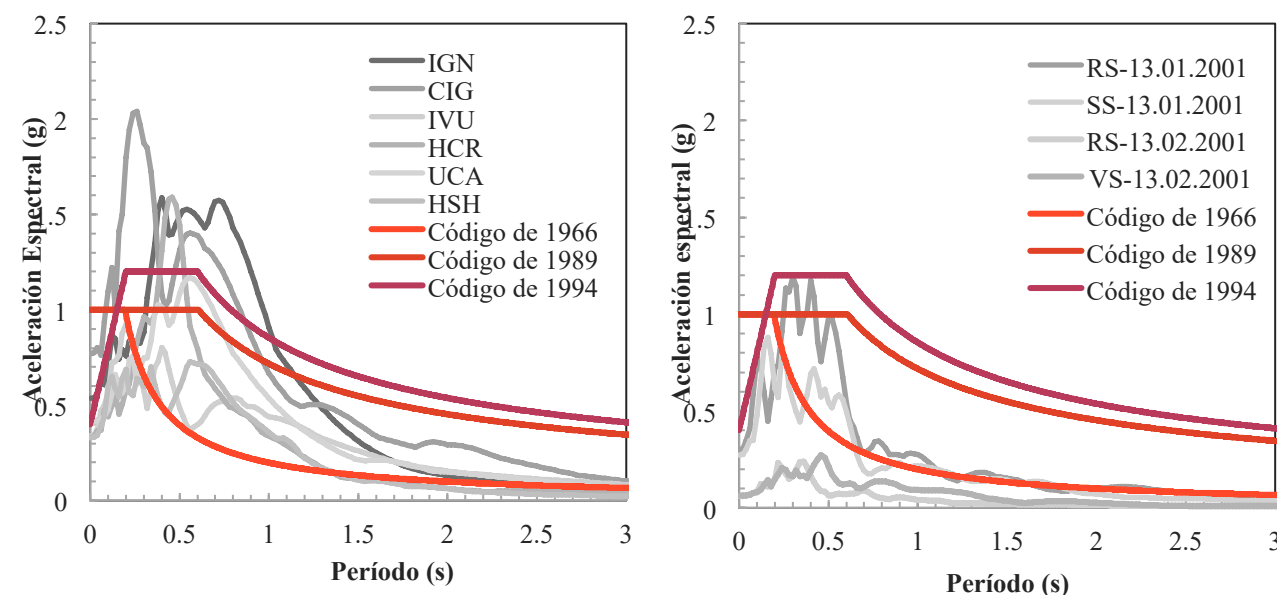 2.5
2
1.5
1
0.5
0
Aceleración Espectral (g)
IGN
CIG
IVU
HCR
UCA
HSH
Código de 1966
Código de 1989
Código de 1994
0 0.5 1 1.5 2 2.5 3
Período (s)
2.5
2
1.5
1
0.5
0
Aceleración espectral (g)
RS-13.01.2001
SS-13.01.2001
RS-13.02.2001
VS-13.02.2001
Código de 1966
Código de 1989
Código de 1994
0 0.5 1 1.5 2 2.5 3
Período (s)